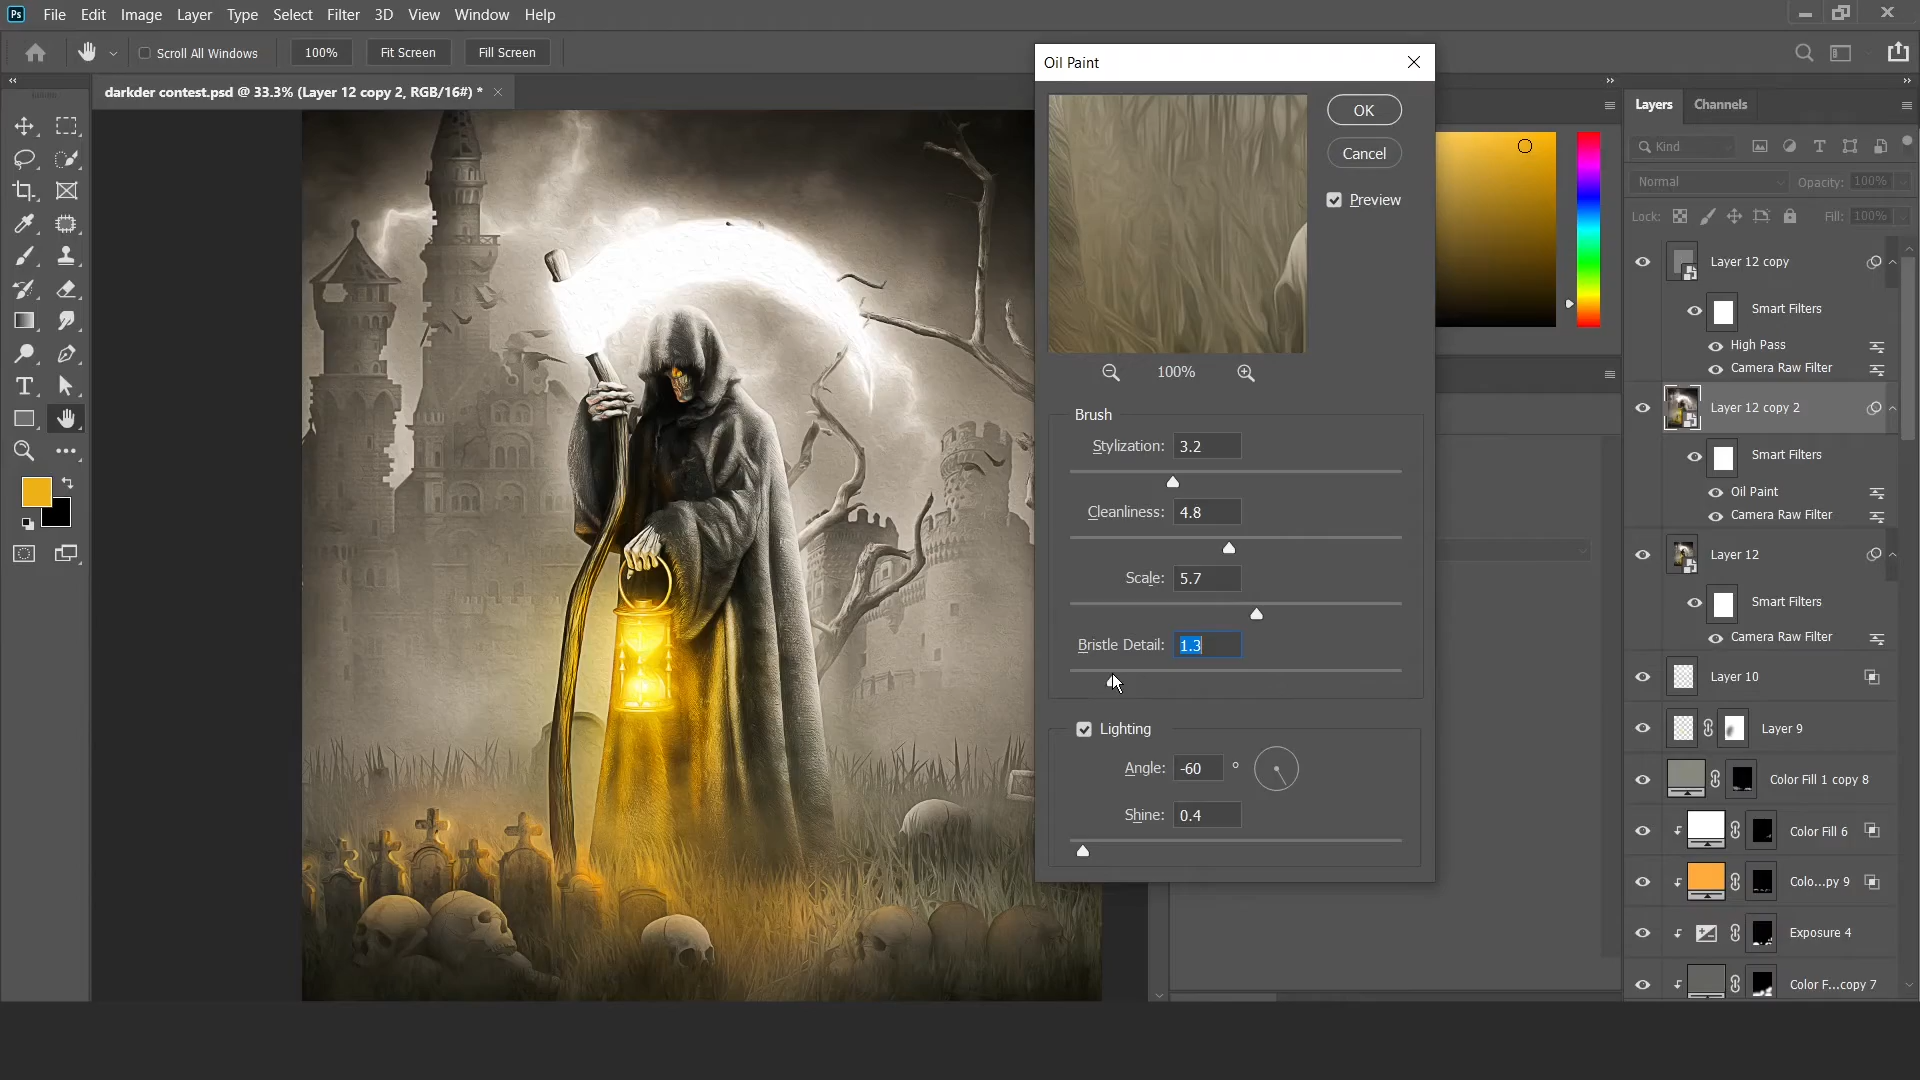 Ps File Edit Image Layer Type Select Filter 3D View Window Help
Scroll All Windows 100% Fit Screen Fill Screen
darkder contest.psd @ 33.3% (Layer 12 copy 2, RGB/16#) *
Oil Paint
OK
Cancel
Preview
100%
Brush
Stylization: 3.2
Cleanliness: 4.8
Scale: 5.7
Bristle Detail: 1.3
Lighting
Angle: -60 °
Shine: 0.4
Layers Channels
Kind
Normal Opacity: 100%
Lock: Fill: 100%
Layer 12 copy
Smart Filters
High Pass
Camera Raw Filter
Layer 12 copy 2
Smart Filters
Oil Paint
Camera Raw Filter
Layer 12
Smart Filters
Camera Raw Filter
Layer 10
Layer 9
Color Fill 1 copy 8
Color Fill 6
Colo...py 9
Exposure 4
Color F...copy 7